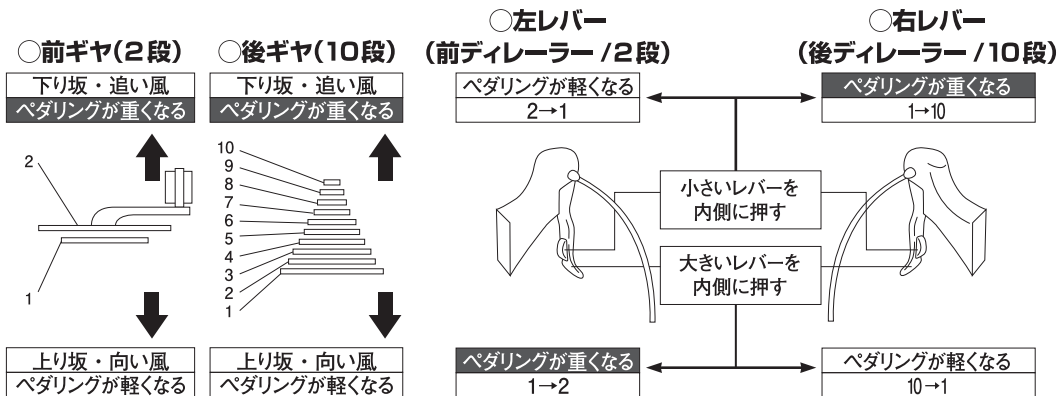 ○前ギヤ(2段)
下り坂・追い風
ペダリングが重くなる
2
1
上り坂・向い風
ペダリングが軽くなる
○後ギヤ(10段)
下り坂・追い風
ペダリングが重くなる
10
9
8
7
6
5
4
3
2
1
上り坂・向い風
ペダリングが軽くなる
○左レバー
(前ディレーラー/2段)
ペダリングが軽くなる
2→1
○右レバー
(後ディレーラー/10段)
ペダリングが重くなる
1→10
小さいレバーを
内側に押す
大きいレバーを
内側に押す
ペダリングが重くなる
1→2
ペダリングが軽くなる
10→1